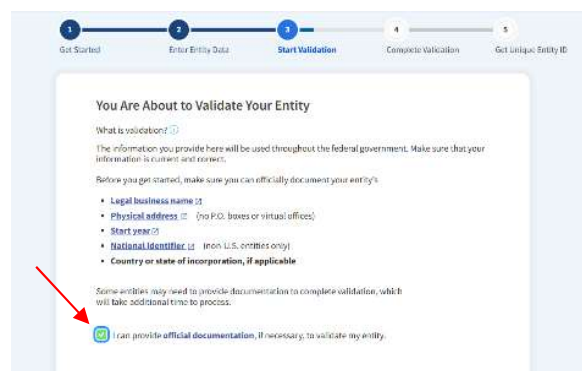 1 2 3 4 5
Get Started Enter Entity Data Start Validation Complete Validation Get Unique Entity ID
You Are About to Validate Your Entity
What is validation?
The information you provide here will be used throughout the federal government. Make sure that your
information is current and correct.
Before you get started, make sure you can officially document your entity's
• Legal business name
• Physical address (no P.O. boxes or virtual offices)
• Start year
• National Identifier (non-U.S. entities only)
• Country or state of incorporation, if applicable
Some entities may need to provide documentation to complete validation, which
will take additional time to process.
I can provide official documentation, if necessary, to validate my entity.